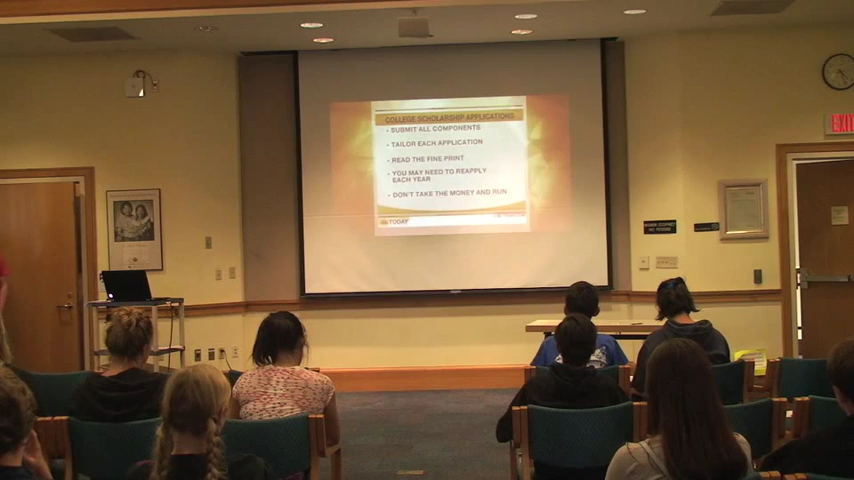 COLLEGE SCHOLARSHIP APPLICATIONS
• SUBMIT ALL COMPONENTS
• TAILOR EACH APPLICATION
• READ THE FINE PRINT
• YOU MAY NEED TO REAPPLY
EACH YEAR
• DON'T TAKE THE MONEY AND RUN
TODAY
EXIT